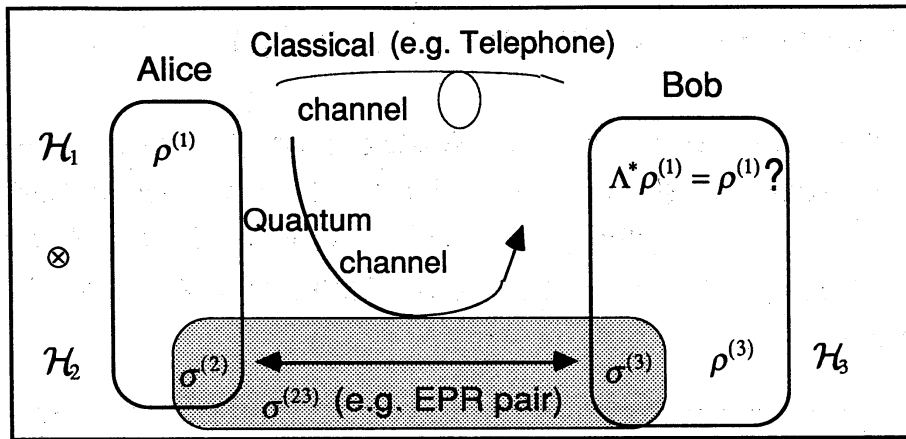 Classical (e.g. Telephone)
Alice
channel
Bob
ℋ₁
ρ⁽¹⁾
Λ*ρ⁽¹⁾ = ρ⁽¹⁾ ?
Quantum
⊗
channel
ℋ₂
σ⁽²⁾
σ⁽³⁾
ρ⁽³⁾
ℋ₃
σ⁽²³⁾ (e.g. EPR pair)